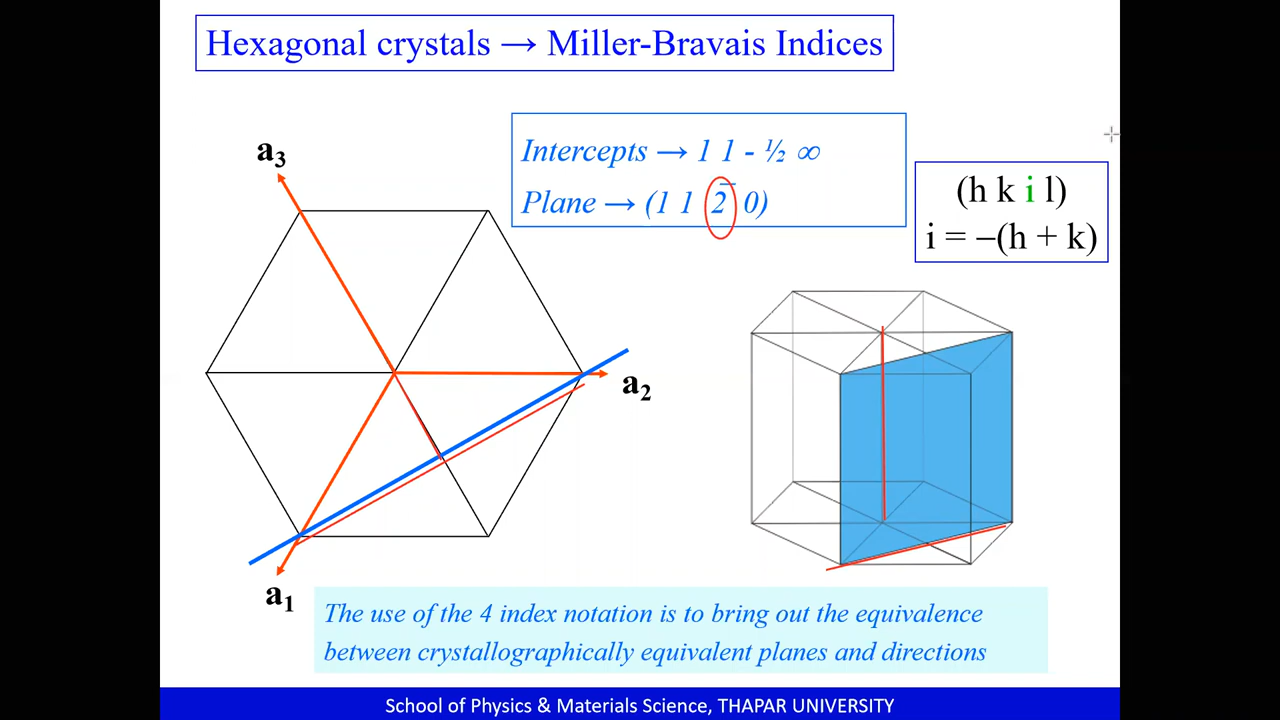 Hexagonal crystals → Miller-Bravais Indices
Intercepts → 1 1 - ½ ∞
Plane → (1 1 2̅ 0)
(h k i l)
i = –(h + k)
a₃
a₂
a₁
The use of the 4 index notation is to bring out the equivalence
between crystallographically equivalent planes and directions
School of Physics & Materials Science, THAPAR UNIVERSITY